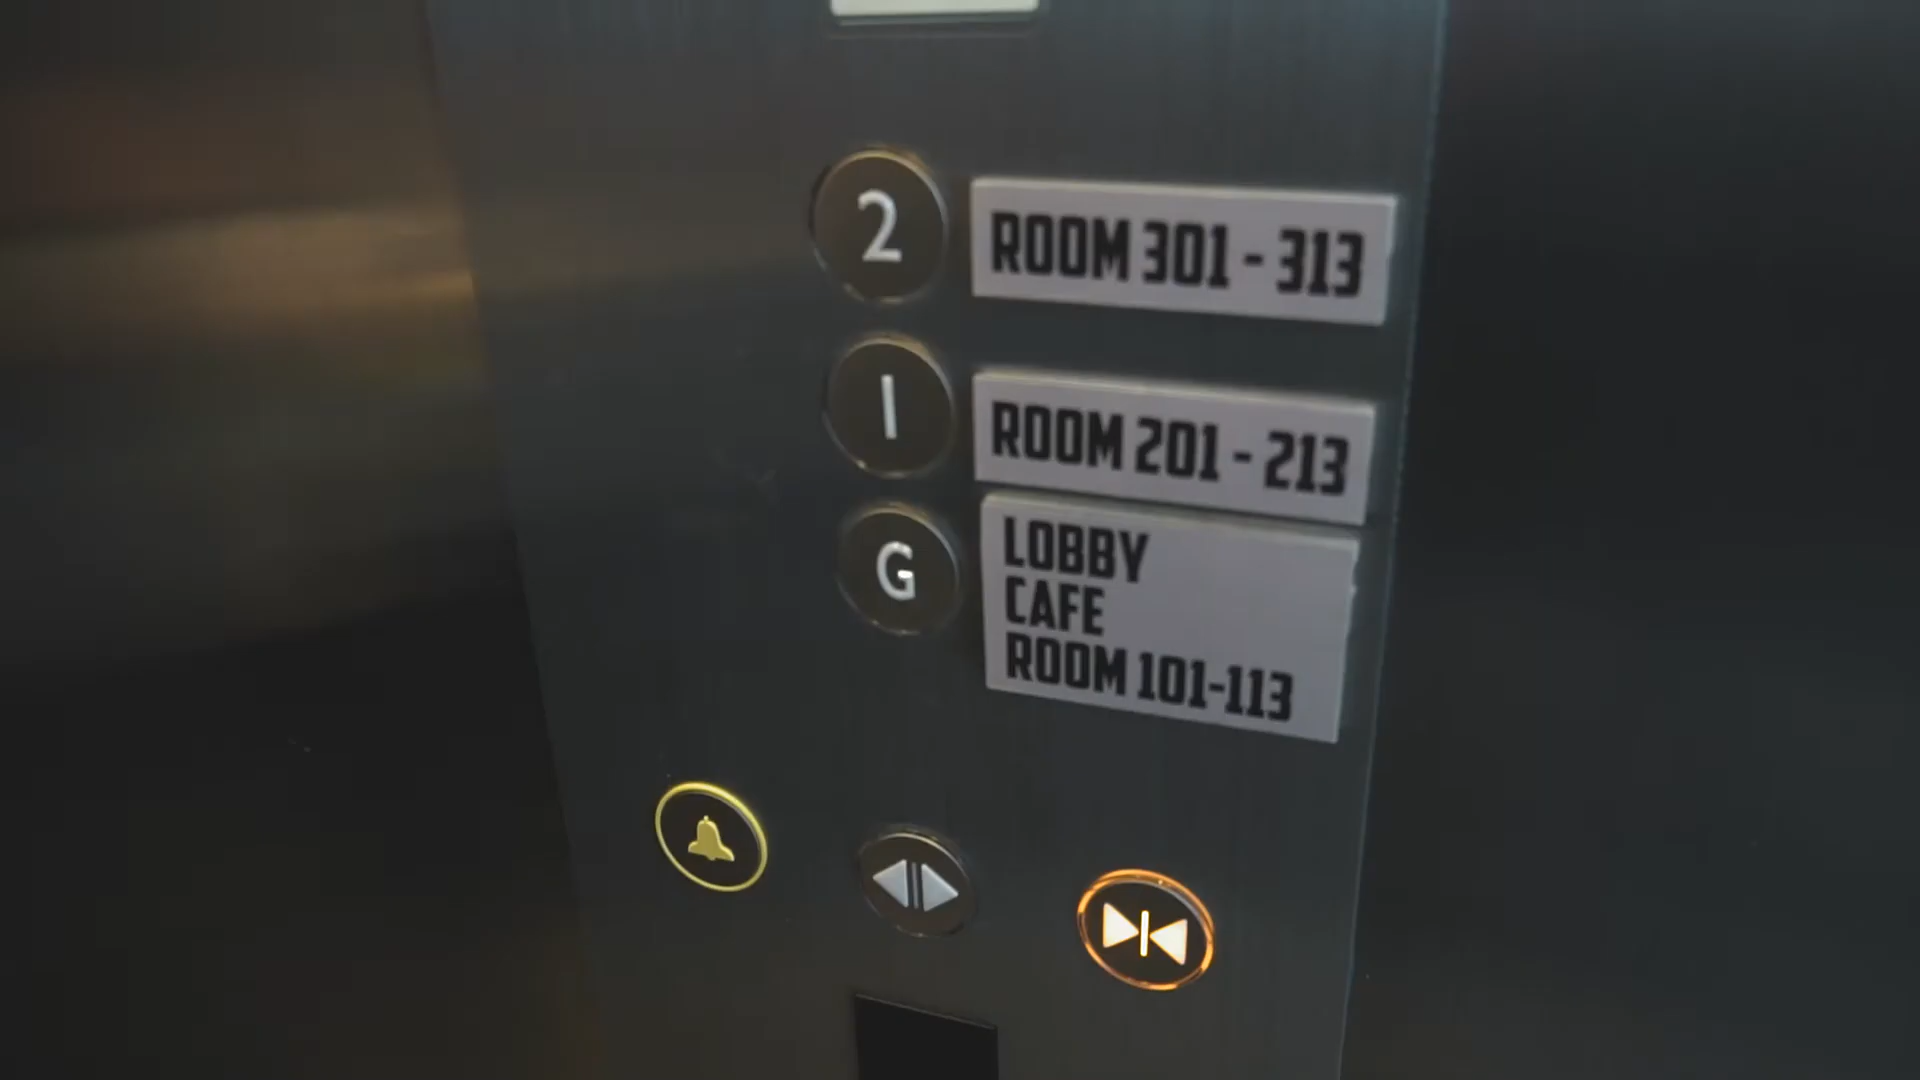 2
ROOM 301 - 313
1
ROOM 201 - 213
G
LOBBY
CAFE
ROOM 101-113